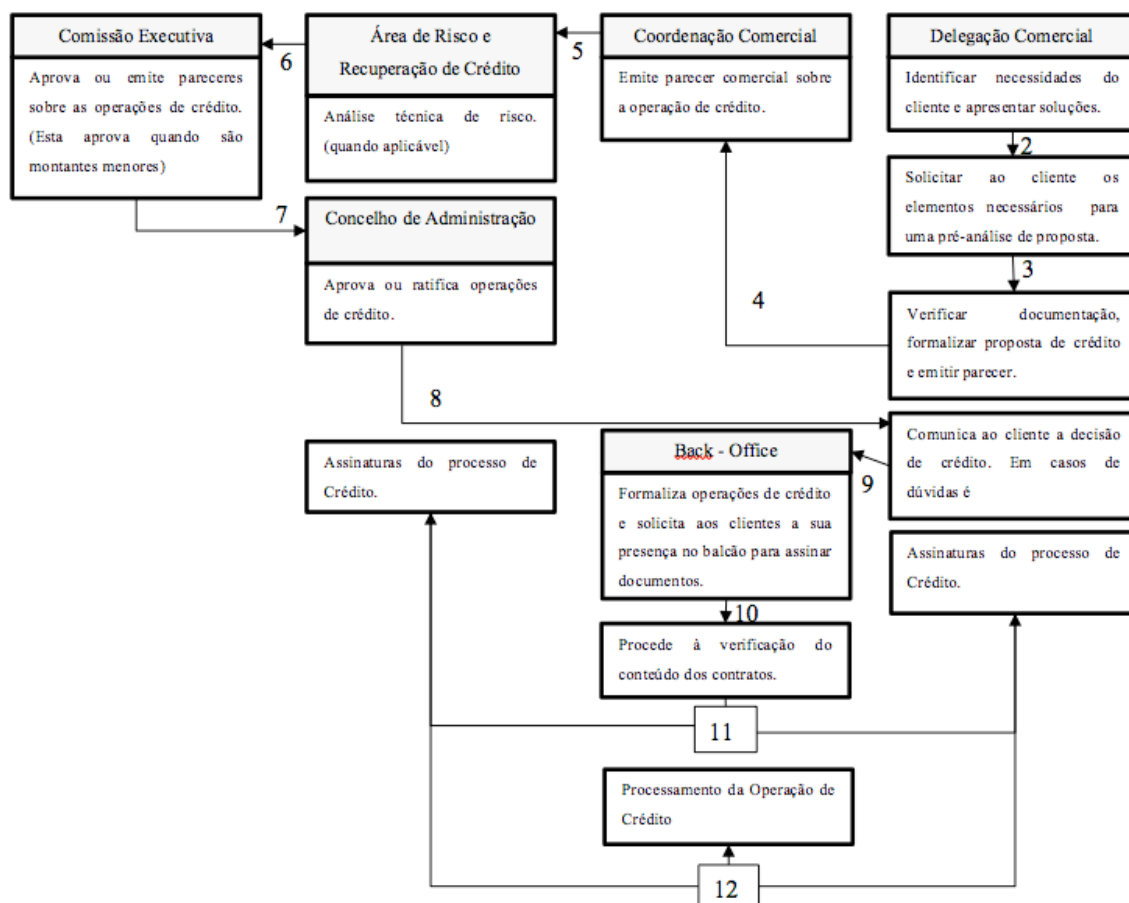 Comissão Executiva
Aprova ou emite pareceres
sobre as operações de crédito.
(Esta aprova quando são
montantes menores)
6
Área de Risco e
Recuperação de Crédito
Análise técnica de risco.
(quando aplicável)
5
Coordenação Comercial
Emite parecer comercial sobre
a operação de crédito.
Delegação Comercial
Identificar necessidades do
cliente e apresentar soluções.
2
Solicitar ao cliente os
elementos necessários para
uma pré-análise de proposta.
3
Verificar documentação,
formalizar proposta de crédito
e emitir parecer.
4
7
Concelho de Administração
Aprova ou ratifica operações
de crédito.
8
Comunica ao cliente a decisão
de crédito. Em casos de
dúvidas é
9
Back - Office
Formaliza operações de crédito
e solicita aos clientes a sua
presença no balcão para assinar
documentos.
10
Procede à verificação do
conteúdo dos contratos.
11
Assinaturas do processo de
Crédito.
Assinaturas do processo de
Crédito.
Processamento da Operação de
Crédito
12